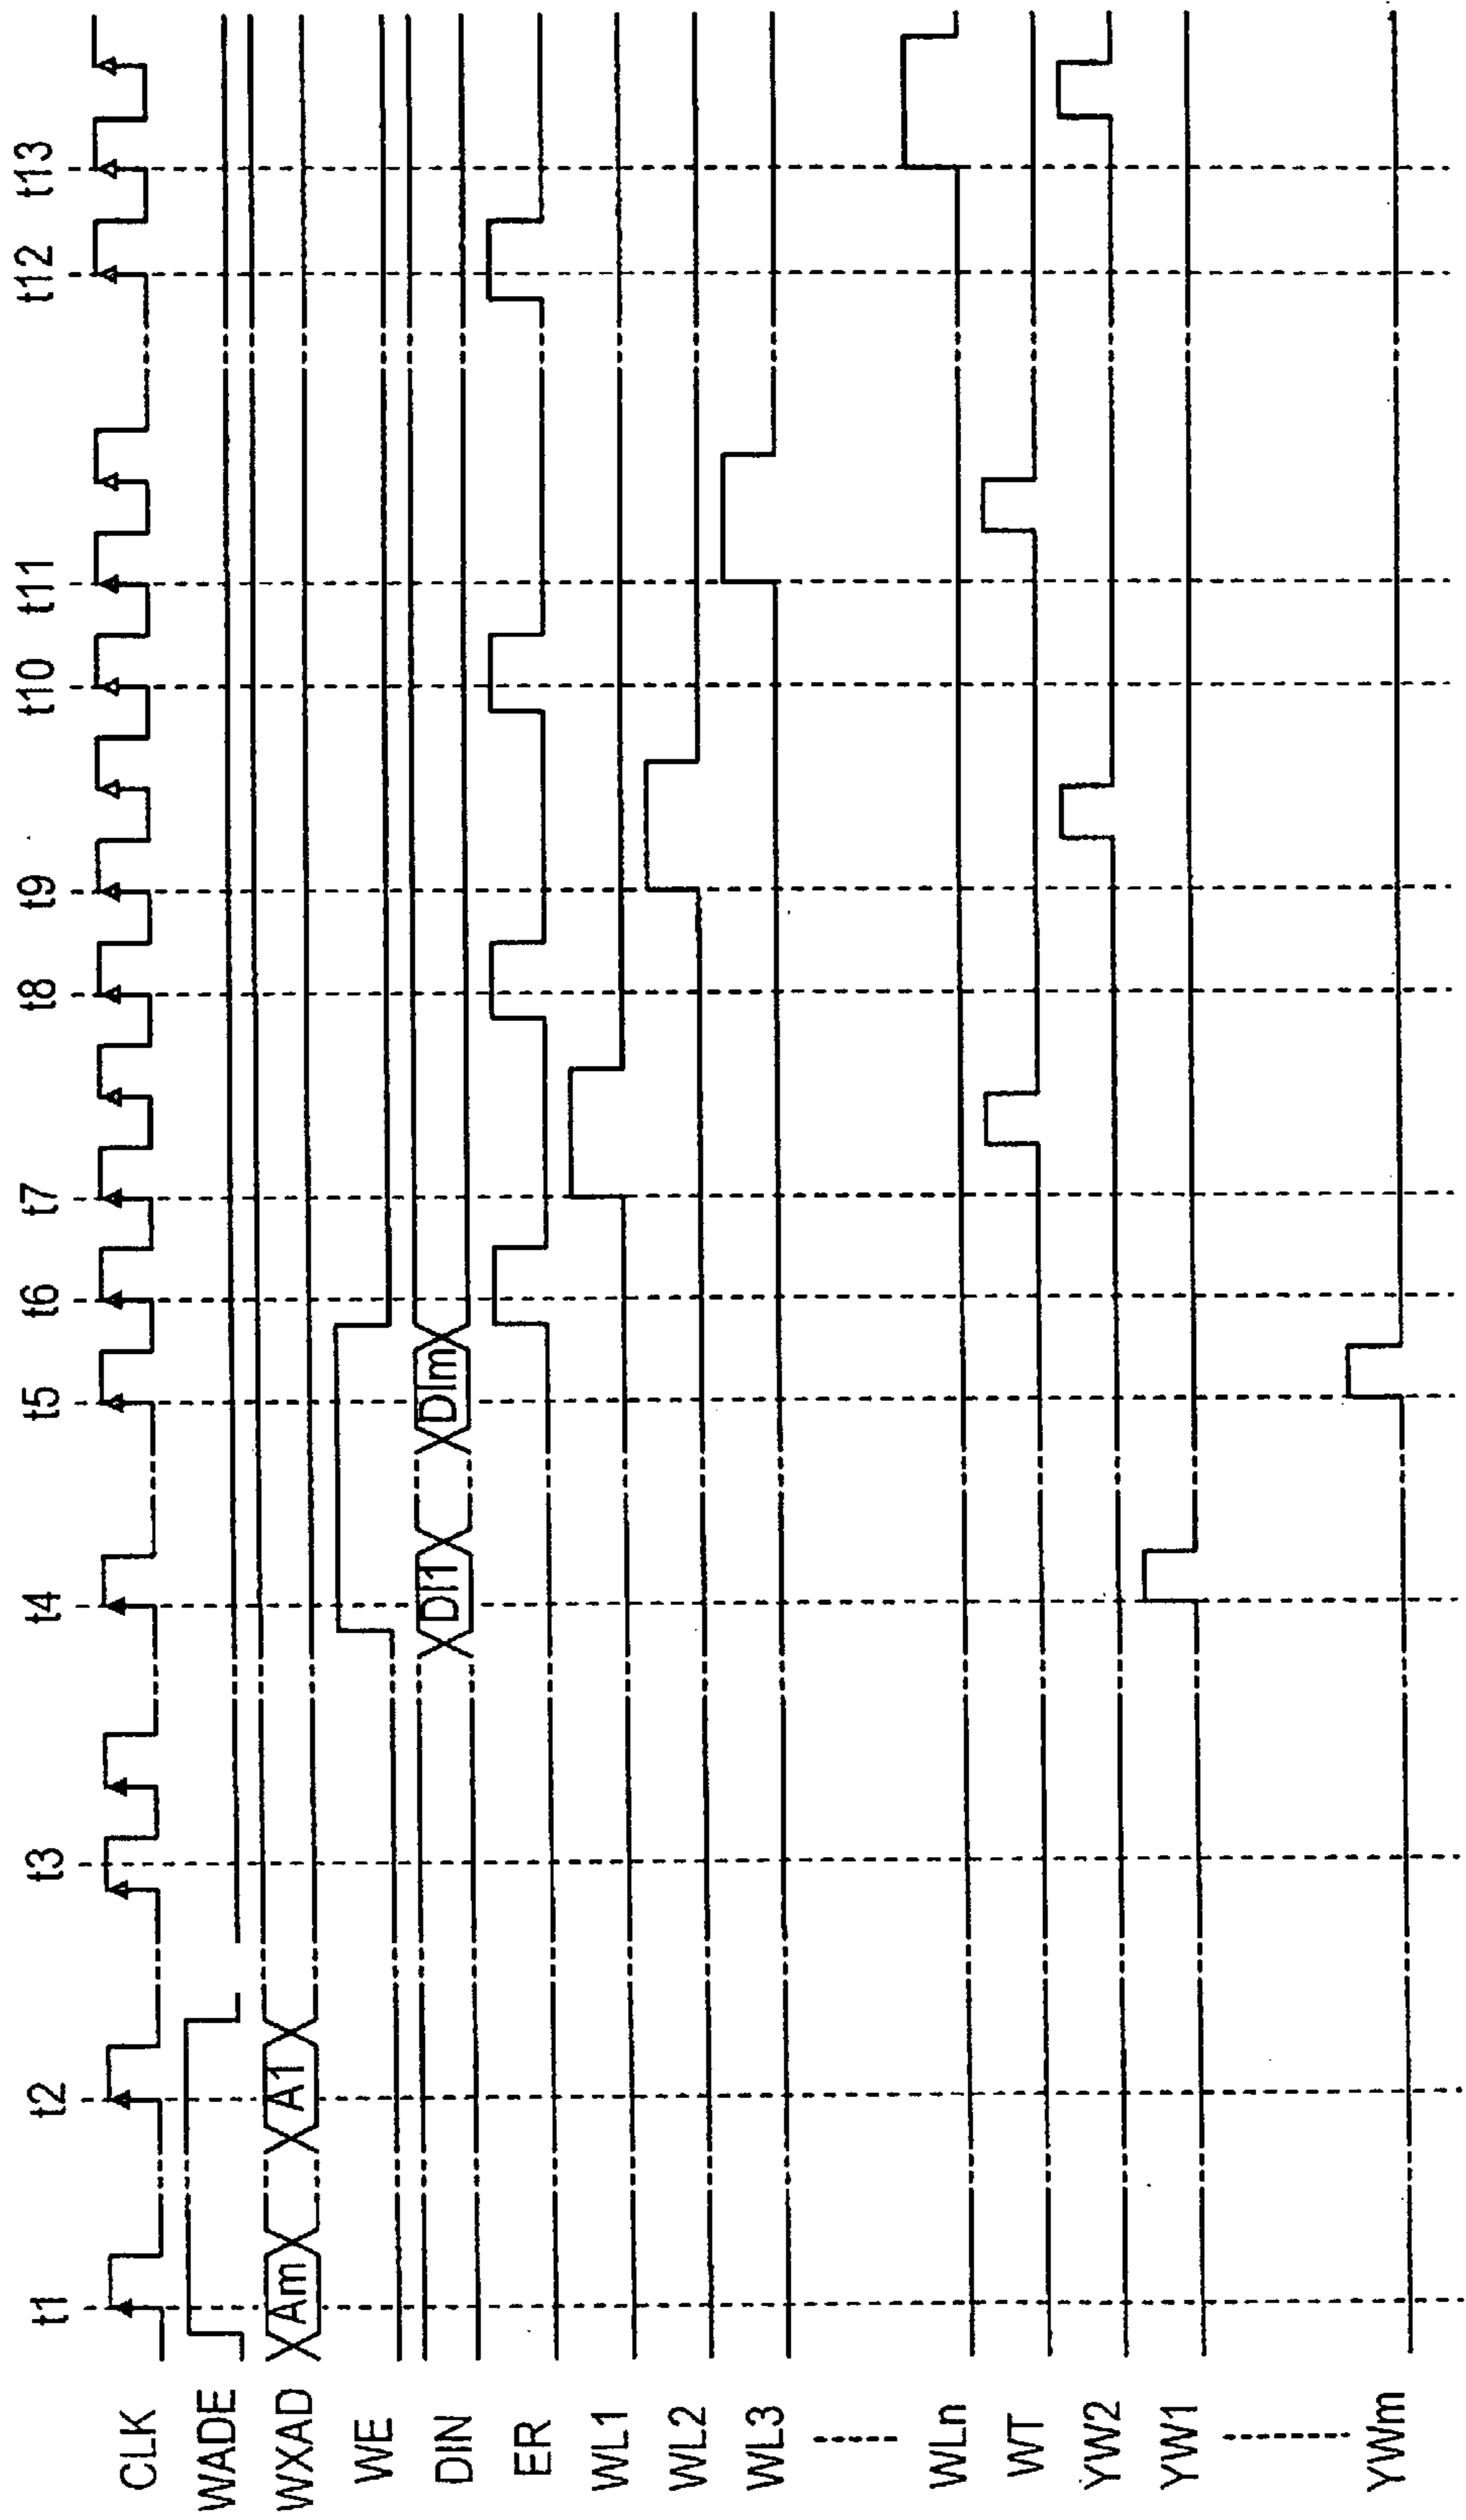 t1 t2 t3 t4 t5 t6 t7 t8 t9 t10 t11 t12 t13
CLK
WADE
WXAD Am A1
WE
DIN DI1 DIm
ER
WL1
WL2
WL3
WLn
WT
YW2
YW1
YWm